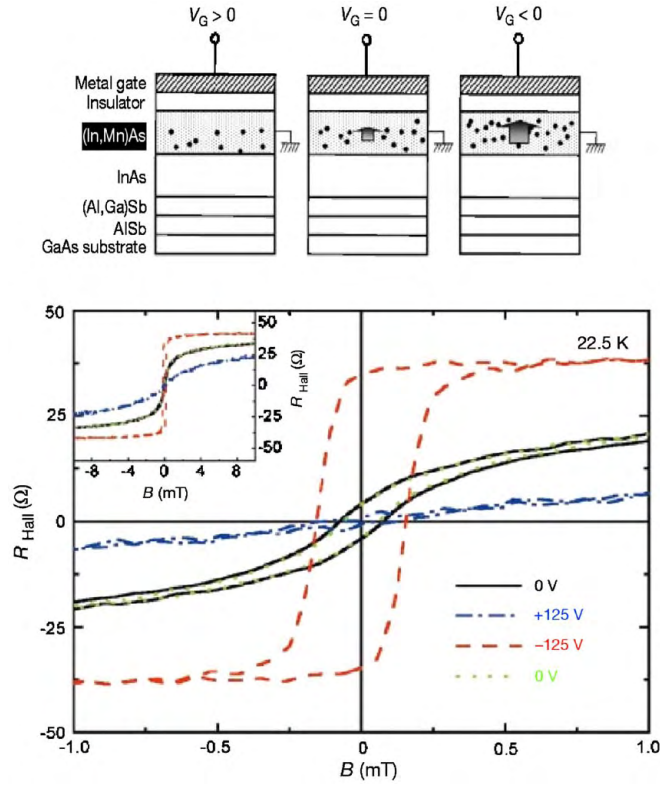 V_G > 0 V_G = 0 V_G < 0
Metal gate
Insulator
(In,Mn)As
InAs
(Al,Ga)Sb
AlSb
GaAs substrate
50
25
0
-25
-50
R_Hall (Ω)
50
25
0
-25
-50
R_Hall (Ω)
-8 -4 0 4 8
B (mT)
22.5 K
0 V
+125 V
−125 V
0 V
-1.0 -0.5 0 0.5 1.0
B (mT)